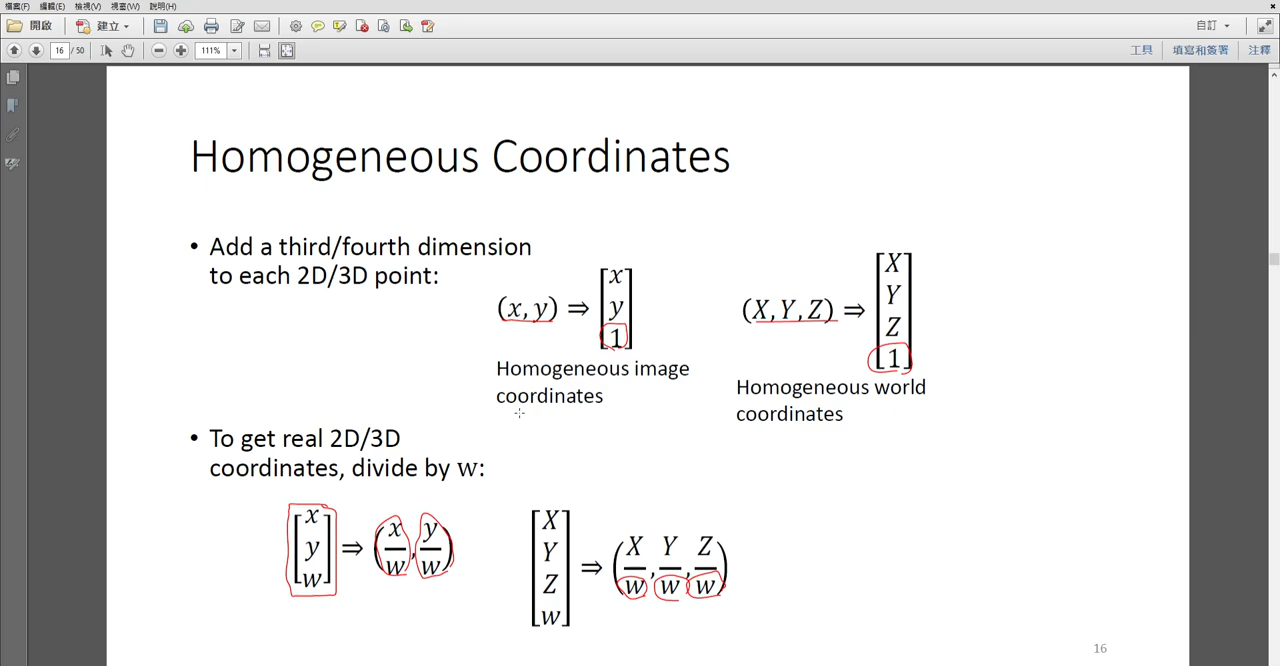 檔案(F) 編輯(E) 檢視(V) 視窗(W) 說明(H)
開啟 建立 自訂
16 / 50 111% 工具 填寫和簽署 注釋
Homogeneous Coordinates
• Add a third/fourth dimension
to each 2D/3D point:
(x, y) ⇒ [x y 1]
(X, Y, Z) ⇒ [X Y Z 1]
Homogeneous image
coordinates
Homogeneous world
coordinates
• To get real 2D/3D
coordinates, divide by w:
[x y w] ⇒ (x/w, y/w)
[X Y Z w] ⇒ (X/w, Y/w, Z/w)
16